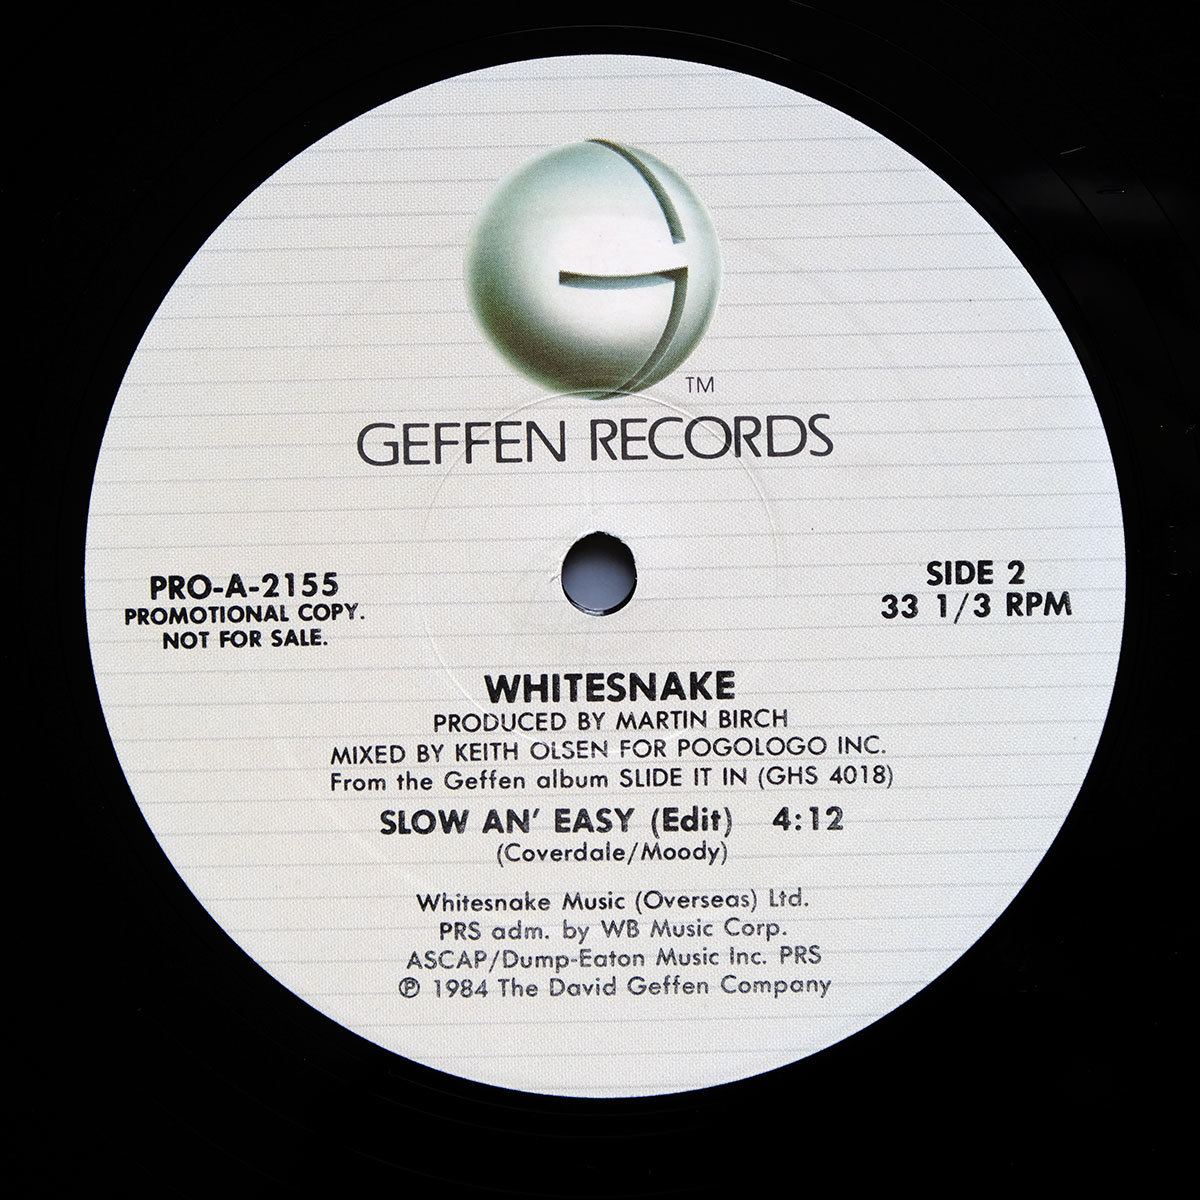 TM
GEFFEN RECORDS
PRO-A-2155
PROMOTIONAL COPY.
NOT FOR SALE.
SIDE 2
33 1/3 RPM
WHITESNAKE
PRODUCED BY MARTIN BIRCH
MIXED BY KEITH OLSEN FOR POGOLOGO INC.
From the Geffen album SLIDE IT IN (GHS 4018)
SLOW AN' EASY (Edit) 4:12
(Coverdale/Moody)
Whitesnake Music (Overseas) Ltd.
PRS adm. by WB Music Corp.
ASCAP/Dump-Eaton Music Inc. PRS
℗ 1984 The David Geffen Company